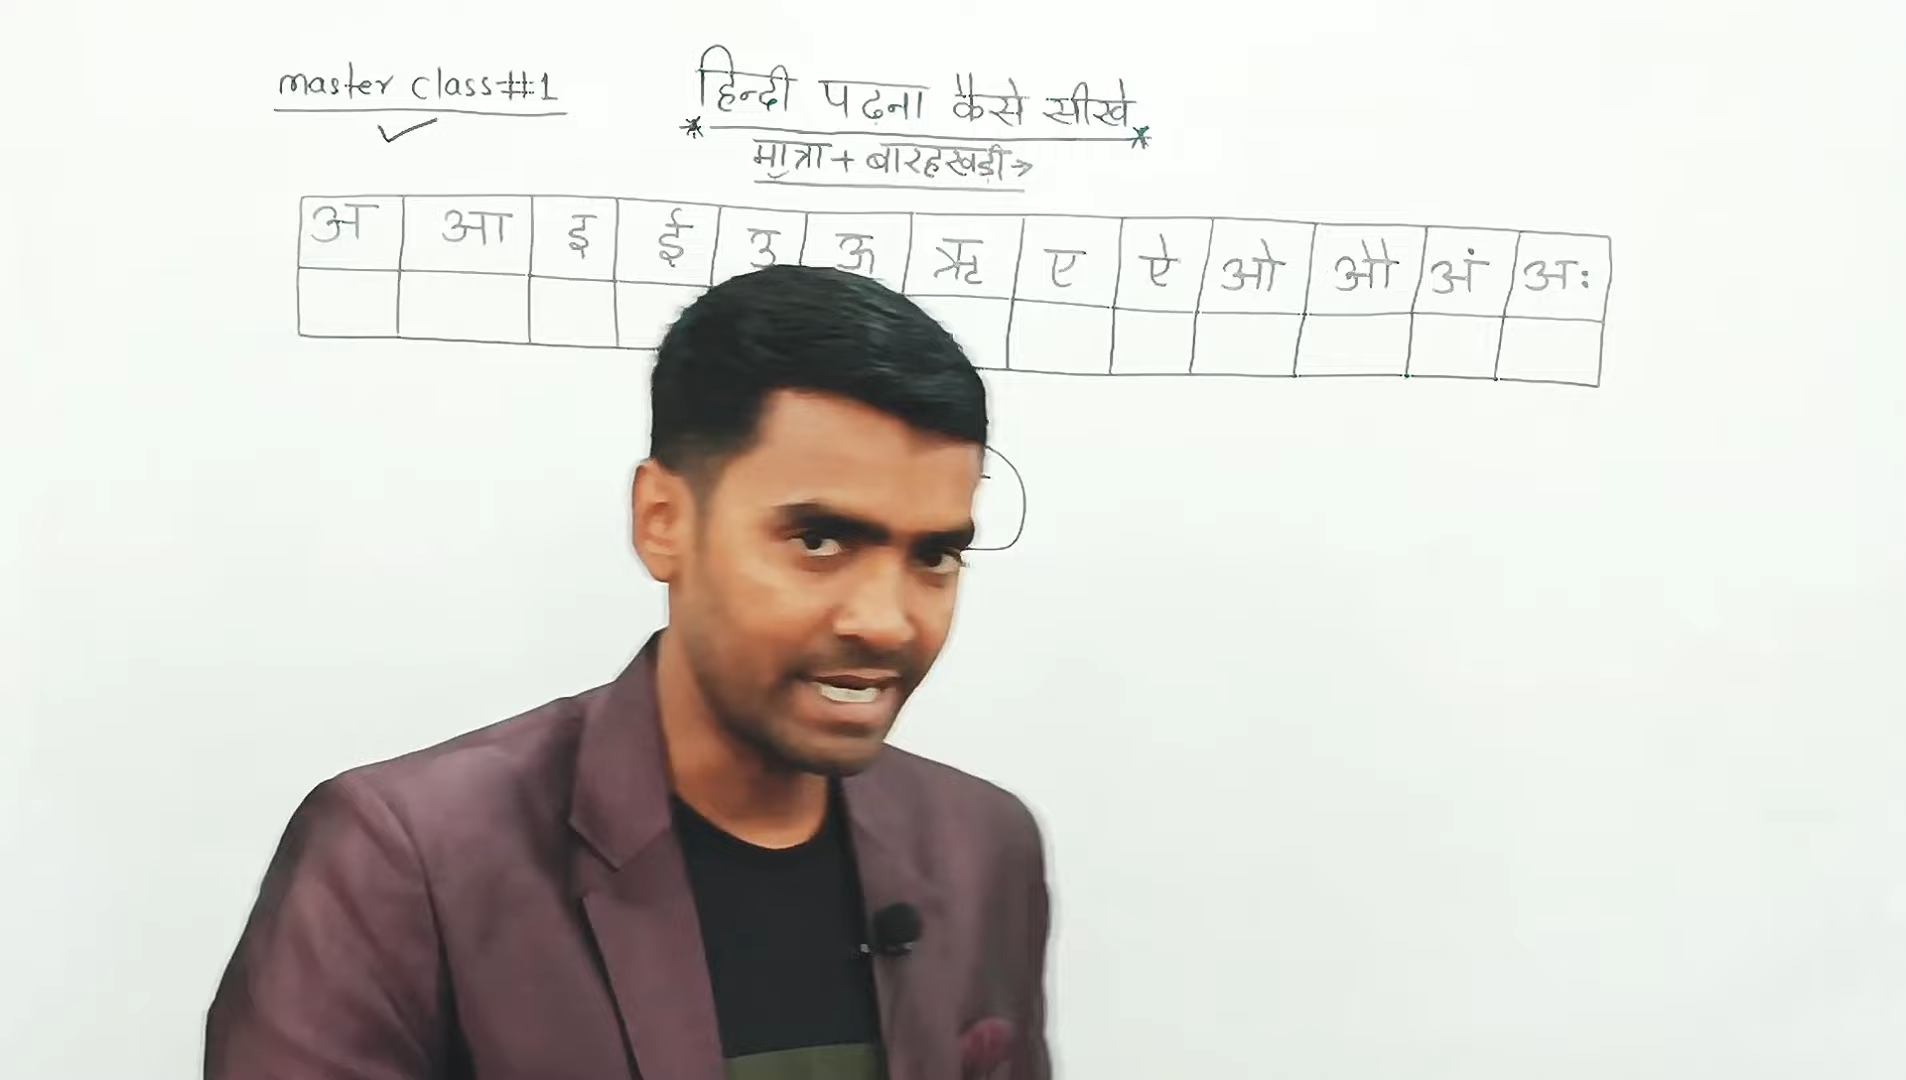 master class#1
हिन्दी पढ़ना कैसे सीखे
मात्रा + बारहखड़ी →
अ आ इ ई उ ऊ ऋ ए ऐ ओ औ अं अः